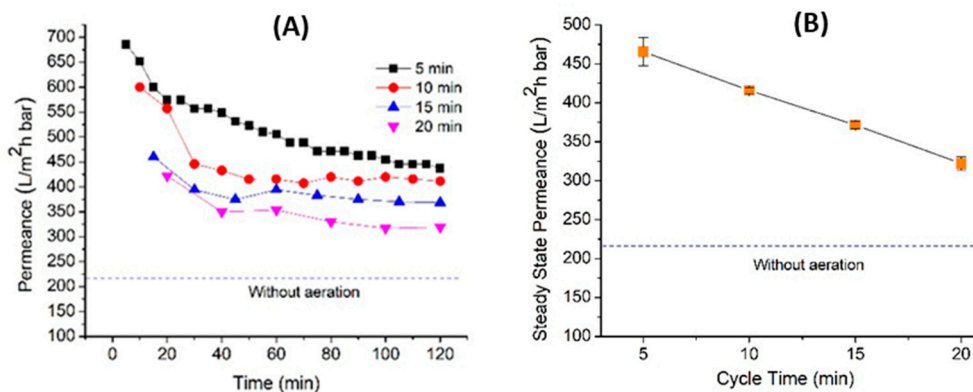 (A)
Permeance (L/m²h bar)
700
650
600
550
500
450
400
350
300
250
200
150
100
5 min
10 min
15 min
20 min
Without aeration
0 20 40 60 80 100 120
Time (min)
(B)
Steady State Permeance (L/m²h bar)
500
450
400
350
300
250
200
150
100
Without aeration
5 10 15 20
Cycle Time (min)